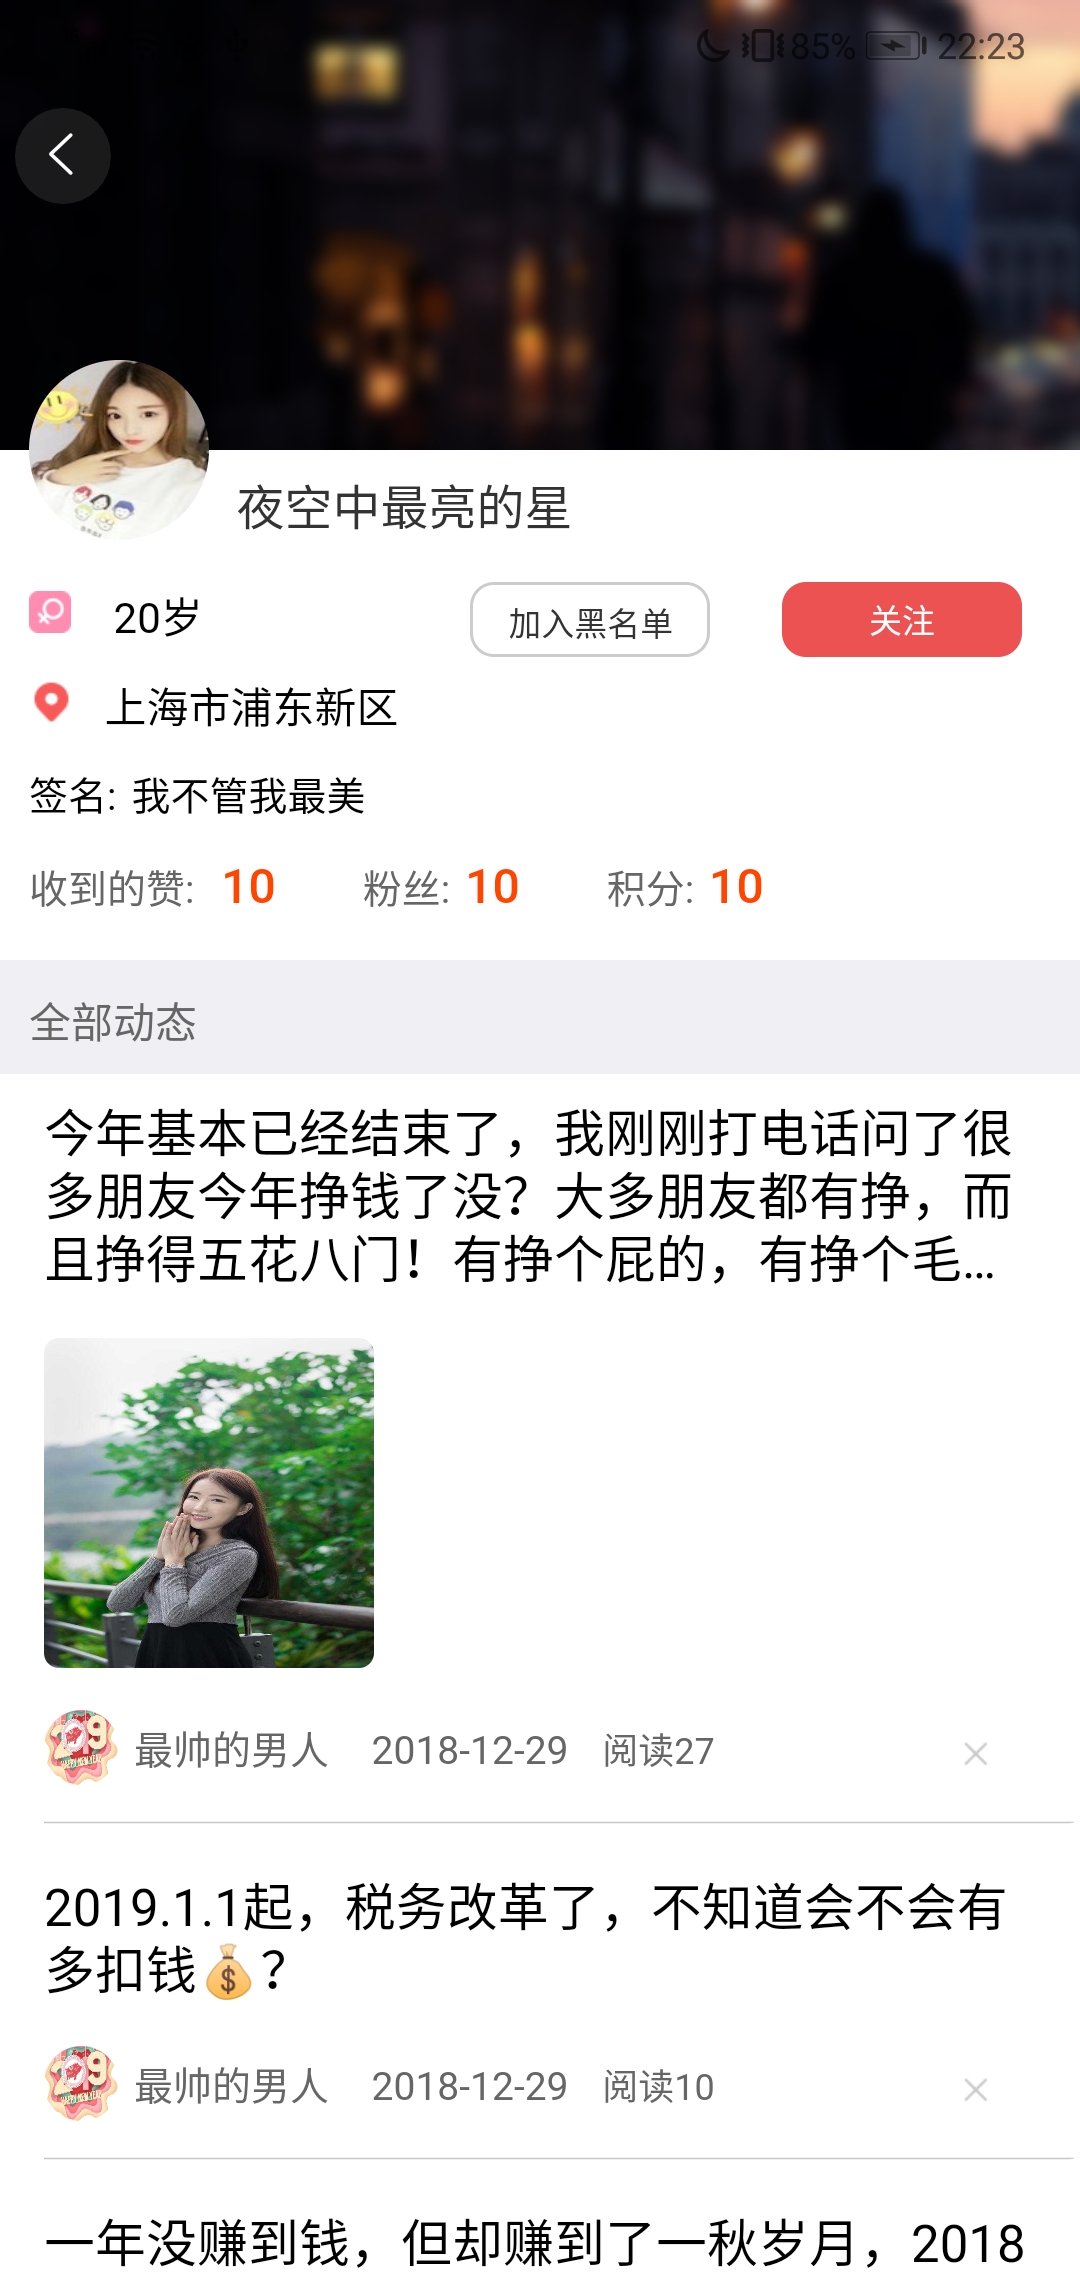 85% 22:23
夜空中最亮的星
20岁 加入黑名单 关注
上海市浦东新区
签名: 我不管我最美
收到的赞: 10 粉丝: 10 积分: 10
全部动态
今年基本已经结束了，我刚刚打电话问了很
多朋友今年挣钱了没？大多朋友都有挣，而
且挣得五花八门！有挣个屁的，有挣个毛...
最帅的男人 2018-12-29 阅读27
2019.1.1起，税务改革了，不知道会不会有
多扣钱💰？
最帅的男人 2018-12-29 阅读10
一年没赚到钱，但却赚到了一秋岁月，2018